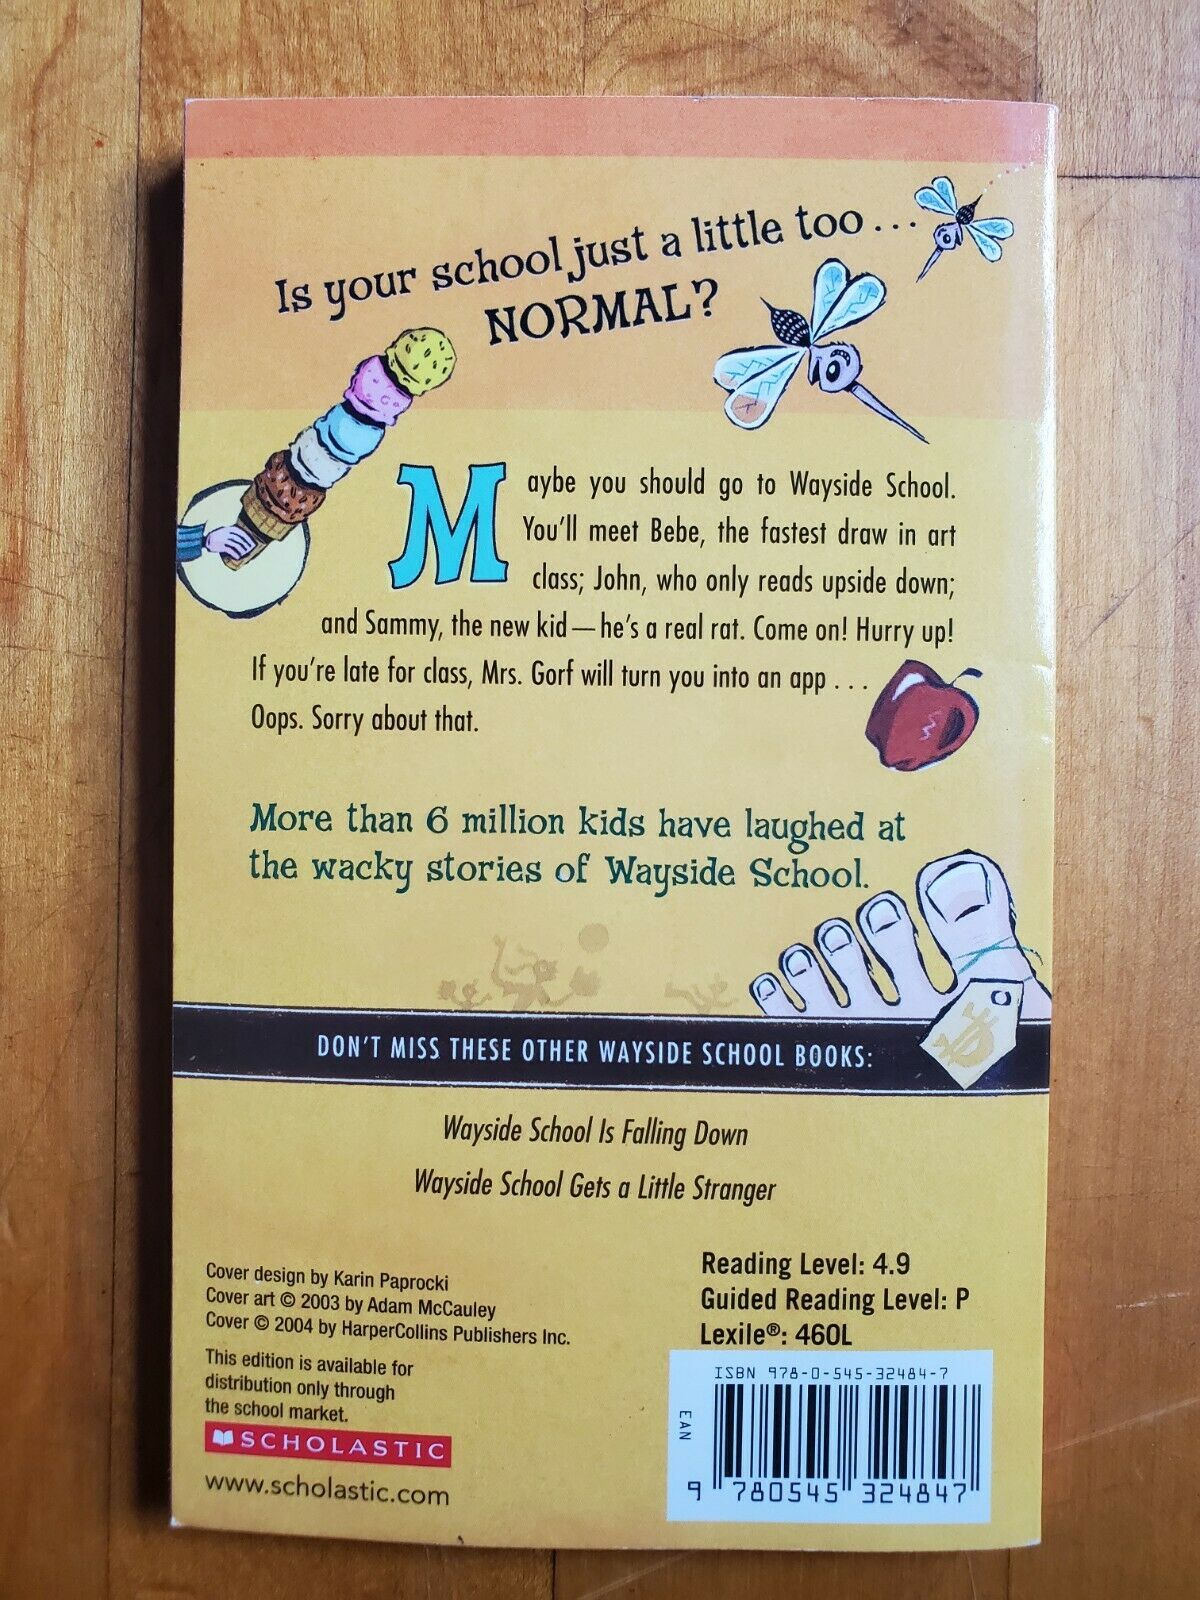 Is your school just a little too...
NORMAL?
Maybe you should go to Wayside School.
You'll meet Bebe, the fastest draw in art
class; John, who only reads upside down;
and Sammy, the new kid—he's a real rat. Come on! Hurry up!
If you're late for class, Mrs. Gorf will turn you into an app . . .
Oops. Sorry about that.
More than 6 million kids have laughed at
the wacky stories of Wayside School.
DON'T MISS THESE OTHER WAYSIDE SCHOOL BOOKS:
Wayside School Is Falling Down
Wayside School Gets a Little Stranger
Cover design by Karin Paprocki
Cover art © 2003 by Adam McCauley
Cover © 2004 by HarperCollins Publishers Inc.
This edition is available for
distribution only through
the school market.
SCHOLASTIC
www.scholastic.com
Reading Level: 4.9
Guided Reading Level: P
Lexile®: 460L
ISBN 978-0-545-32484-7
EAN
9 780545 324847